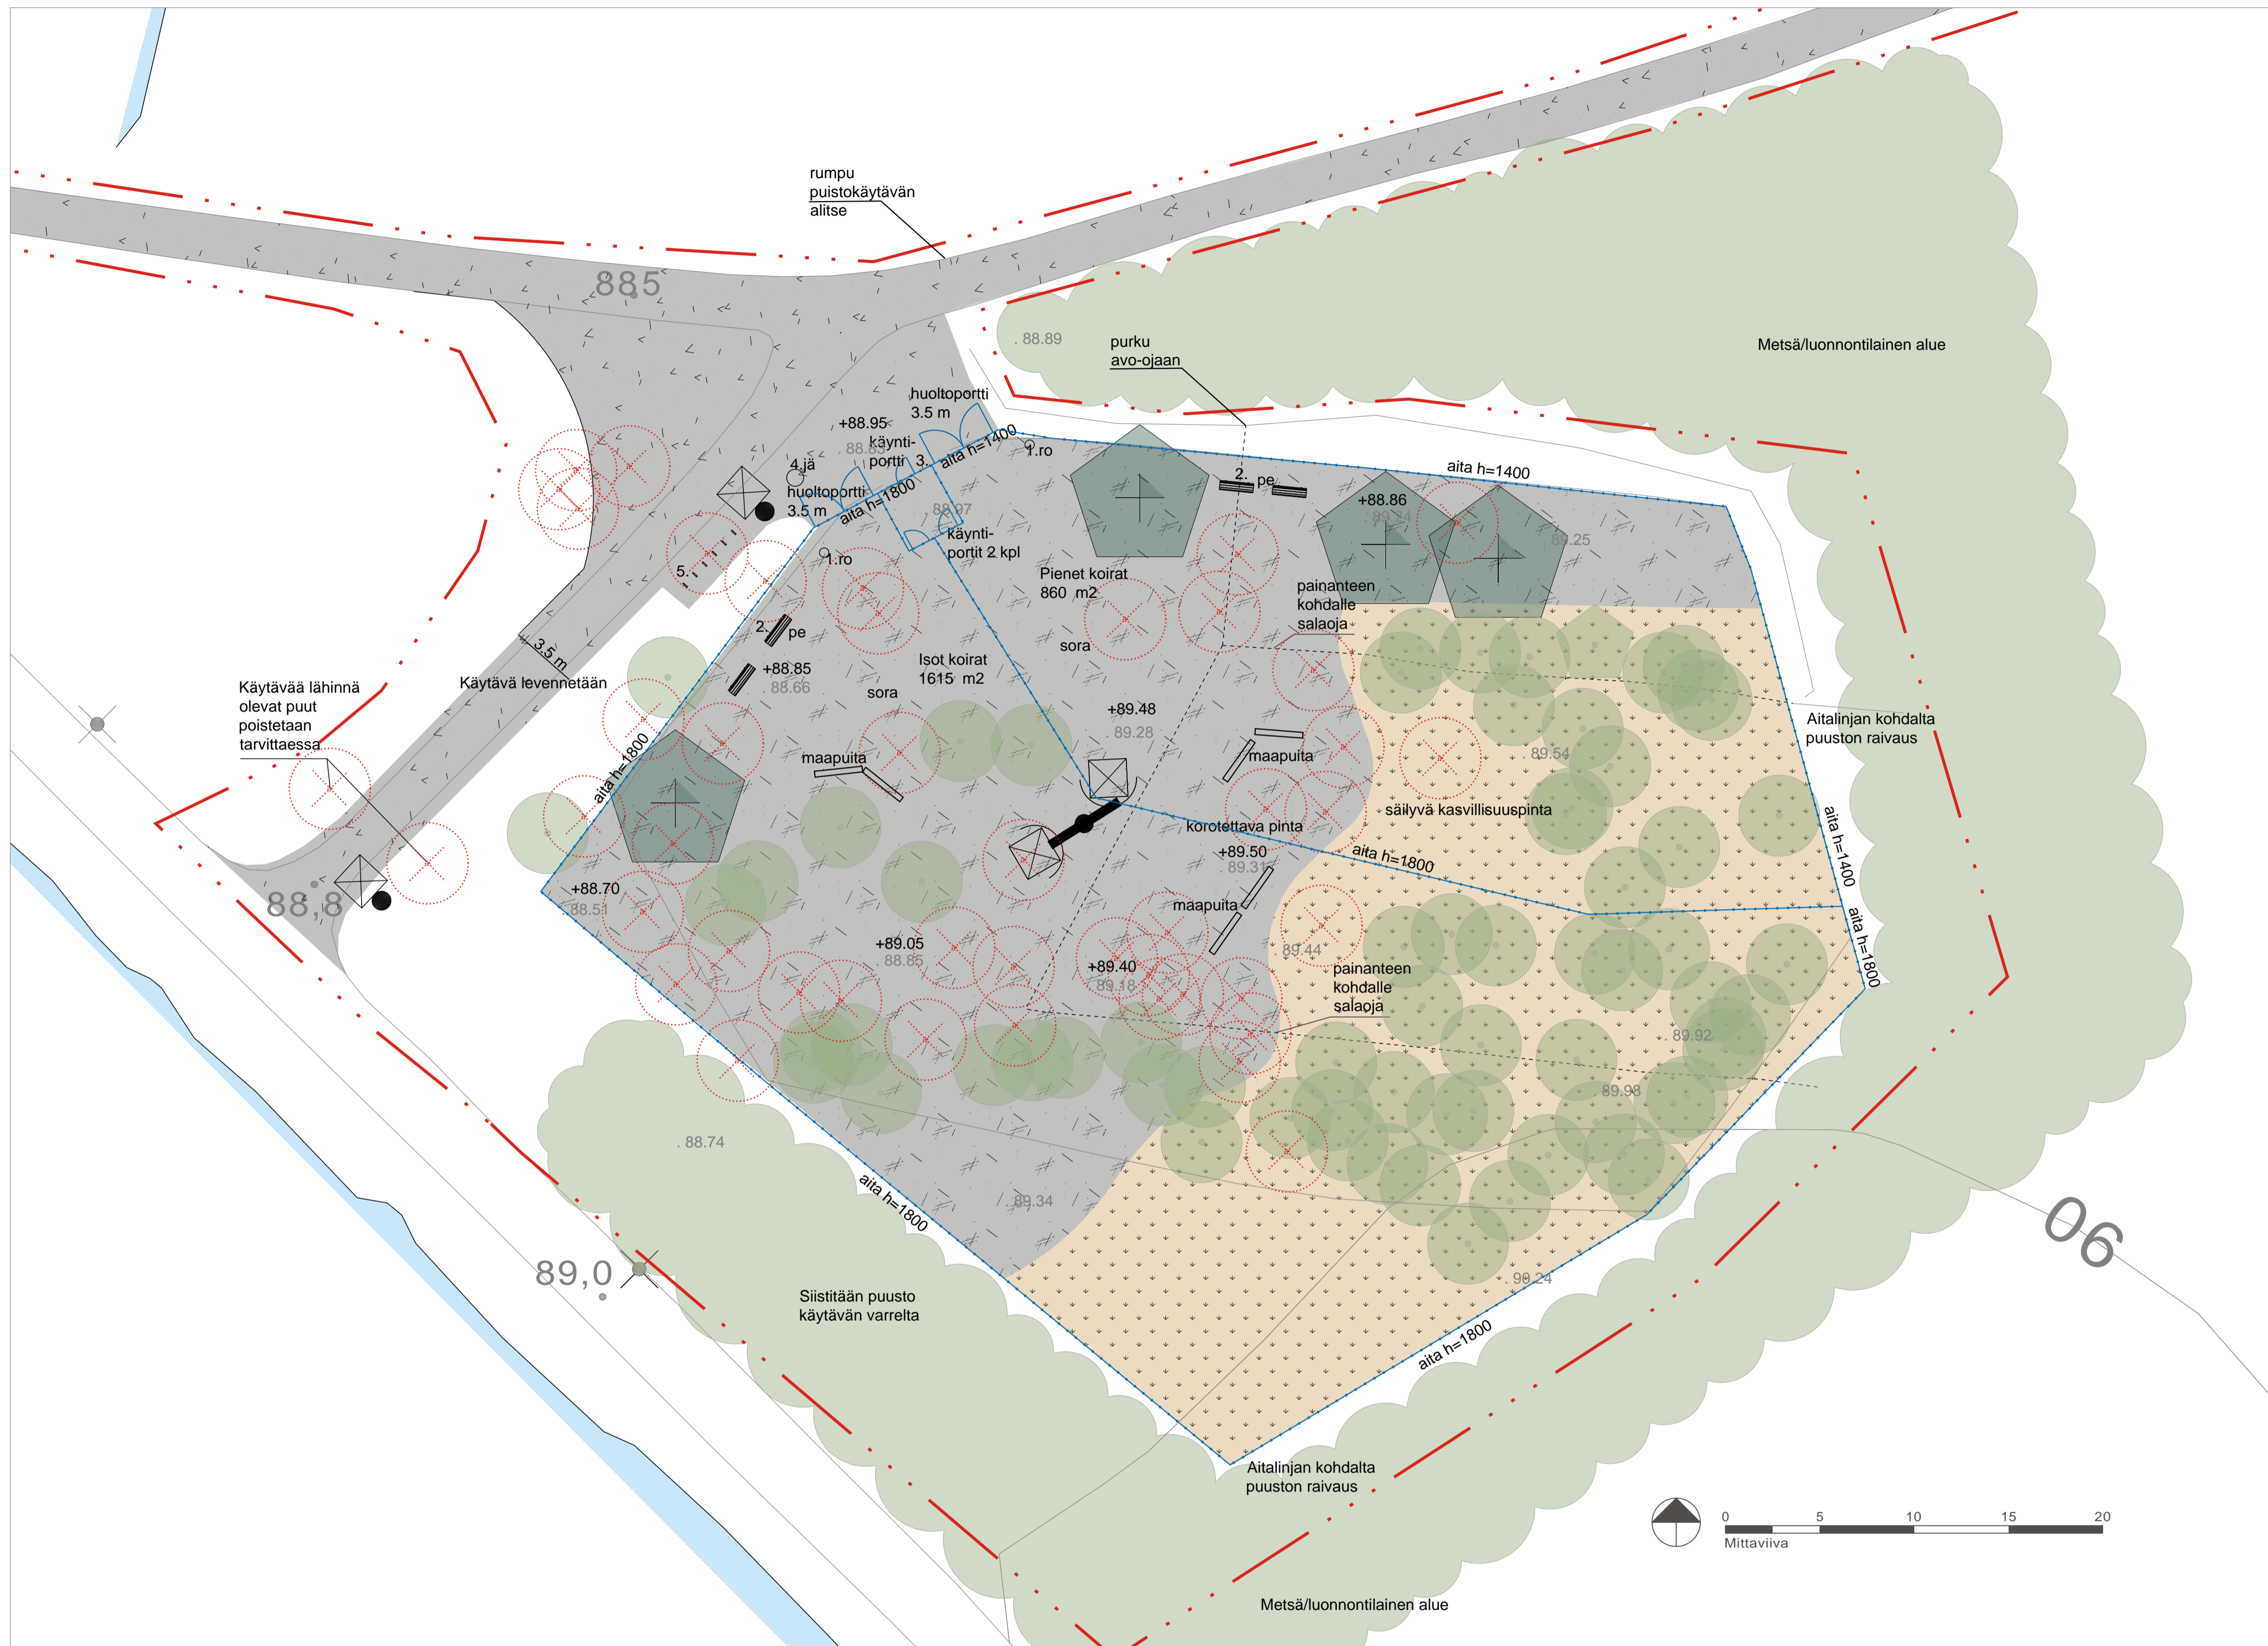 rumpu
puistokäytävän
alitse
885
. 88.89
purku
avo-ojaan
Metsä/luonnontilainen alue
huoltoportti
3.5 m
+88.95
käynti-
portti 3.
aita h=1400
1.ro
4.jä
huoltoportti
3.5 m
aita h=1800
. 88.97
käynti-
portit 2 kpl
2. pe
aita h=1400
+88.86
. 89.24
. 89.25
1.ro
5.
Pienet koirat
860 m2
painanteen
kohdalle
salaoja
2. pe
3.5 m
Käytävä levennetään
+88.85
. 88.66
Isot koirat
1615 m2
sora
sora
Käytävää lähinnä
olevat puut
poistetaan
tarvittaessa
+89.48
. 89.28
Aitalinjan kohdalta
puuston raivaus
aita h=1800
maapuita
maapuita
. 89.54
säilyvä kasvillisuuspinta
korotettava pinta
aita h=1400
+89.50
. 89.31
aita h=1800
88,8
+88.70
. 88.51
maapuita
aita h=1800
+89.05
. 88.85
. 89.44
+89.40
. 89.18
painanteen
kohdalle
salaoja
. 89.92
. 89.98
. 88.74
aita h=1800
. 89.34
90
89,0
. 90.24
Siistitään puusto
käytävän varrelta
aita h=1800
Aitalinjan kohdalta
puuston raivaus
0 5 10 15 20
Mittaviiva
Metsä/luonnontilainen alue